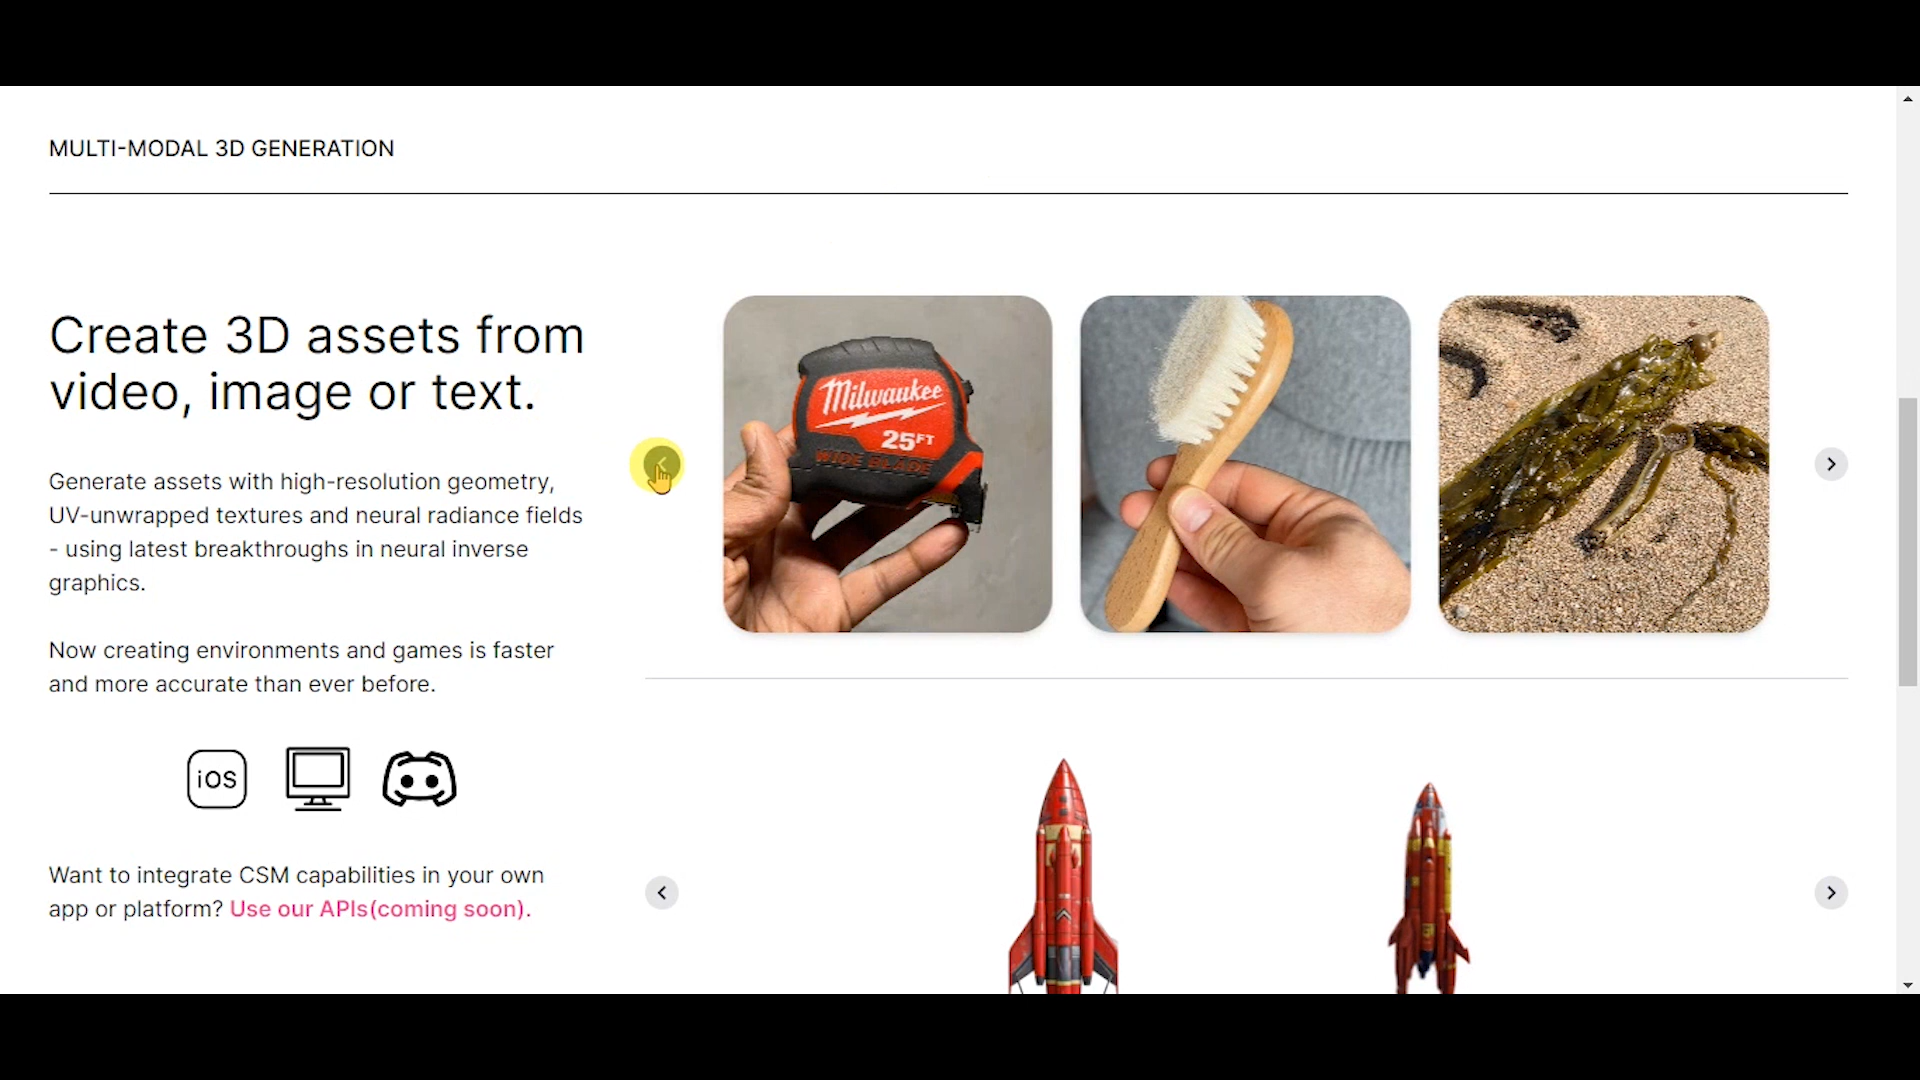 MULTI-MODAL 3D GENERATION
Create 3D assets from
video, image or text.
Generate assets with high-resolution geometry,
UV-unwrapped textures and neural radiance fields
- using latest breakthroughs in neural inverse
graphics.
Now creating environments and games is faster
and more accurate than ever before.
iOS
Want to integrate CSM capabilities in your own
app or platform? Use our APIs(coming soon).
Milwaukee
25FT
WIDE BLADE